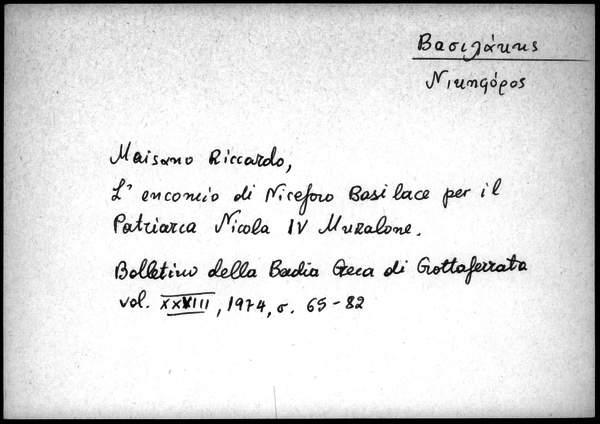 Βασιλάκης
Νικηφόρος
Maisano Riccardo,
L' encomio di Niceforo Basilace per il
Patriarca Nicola IV Muzalone.
Bolletino della Badia Greca di Grottaferrata
vol. XXVIII, 1974, σ. 65-82